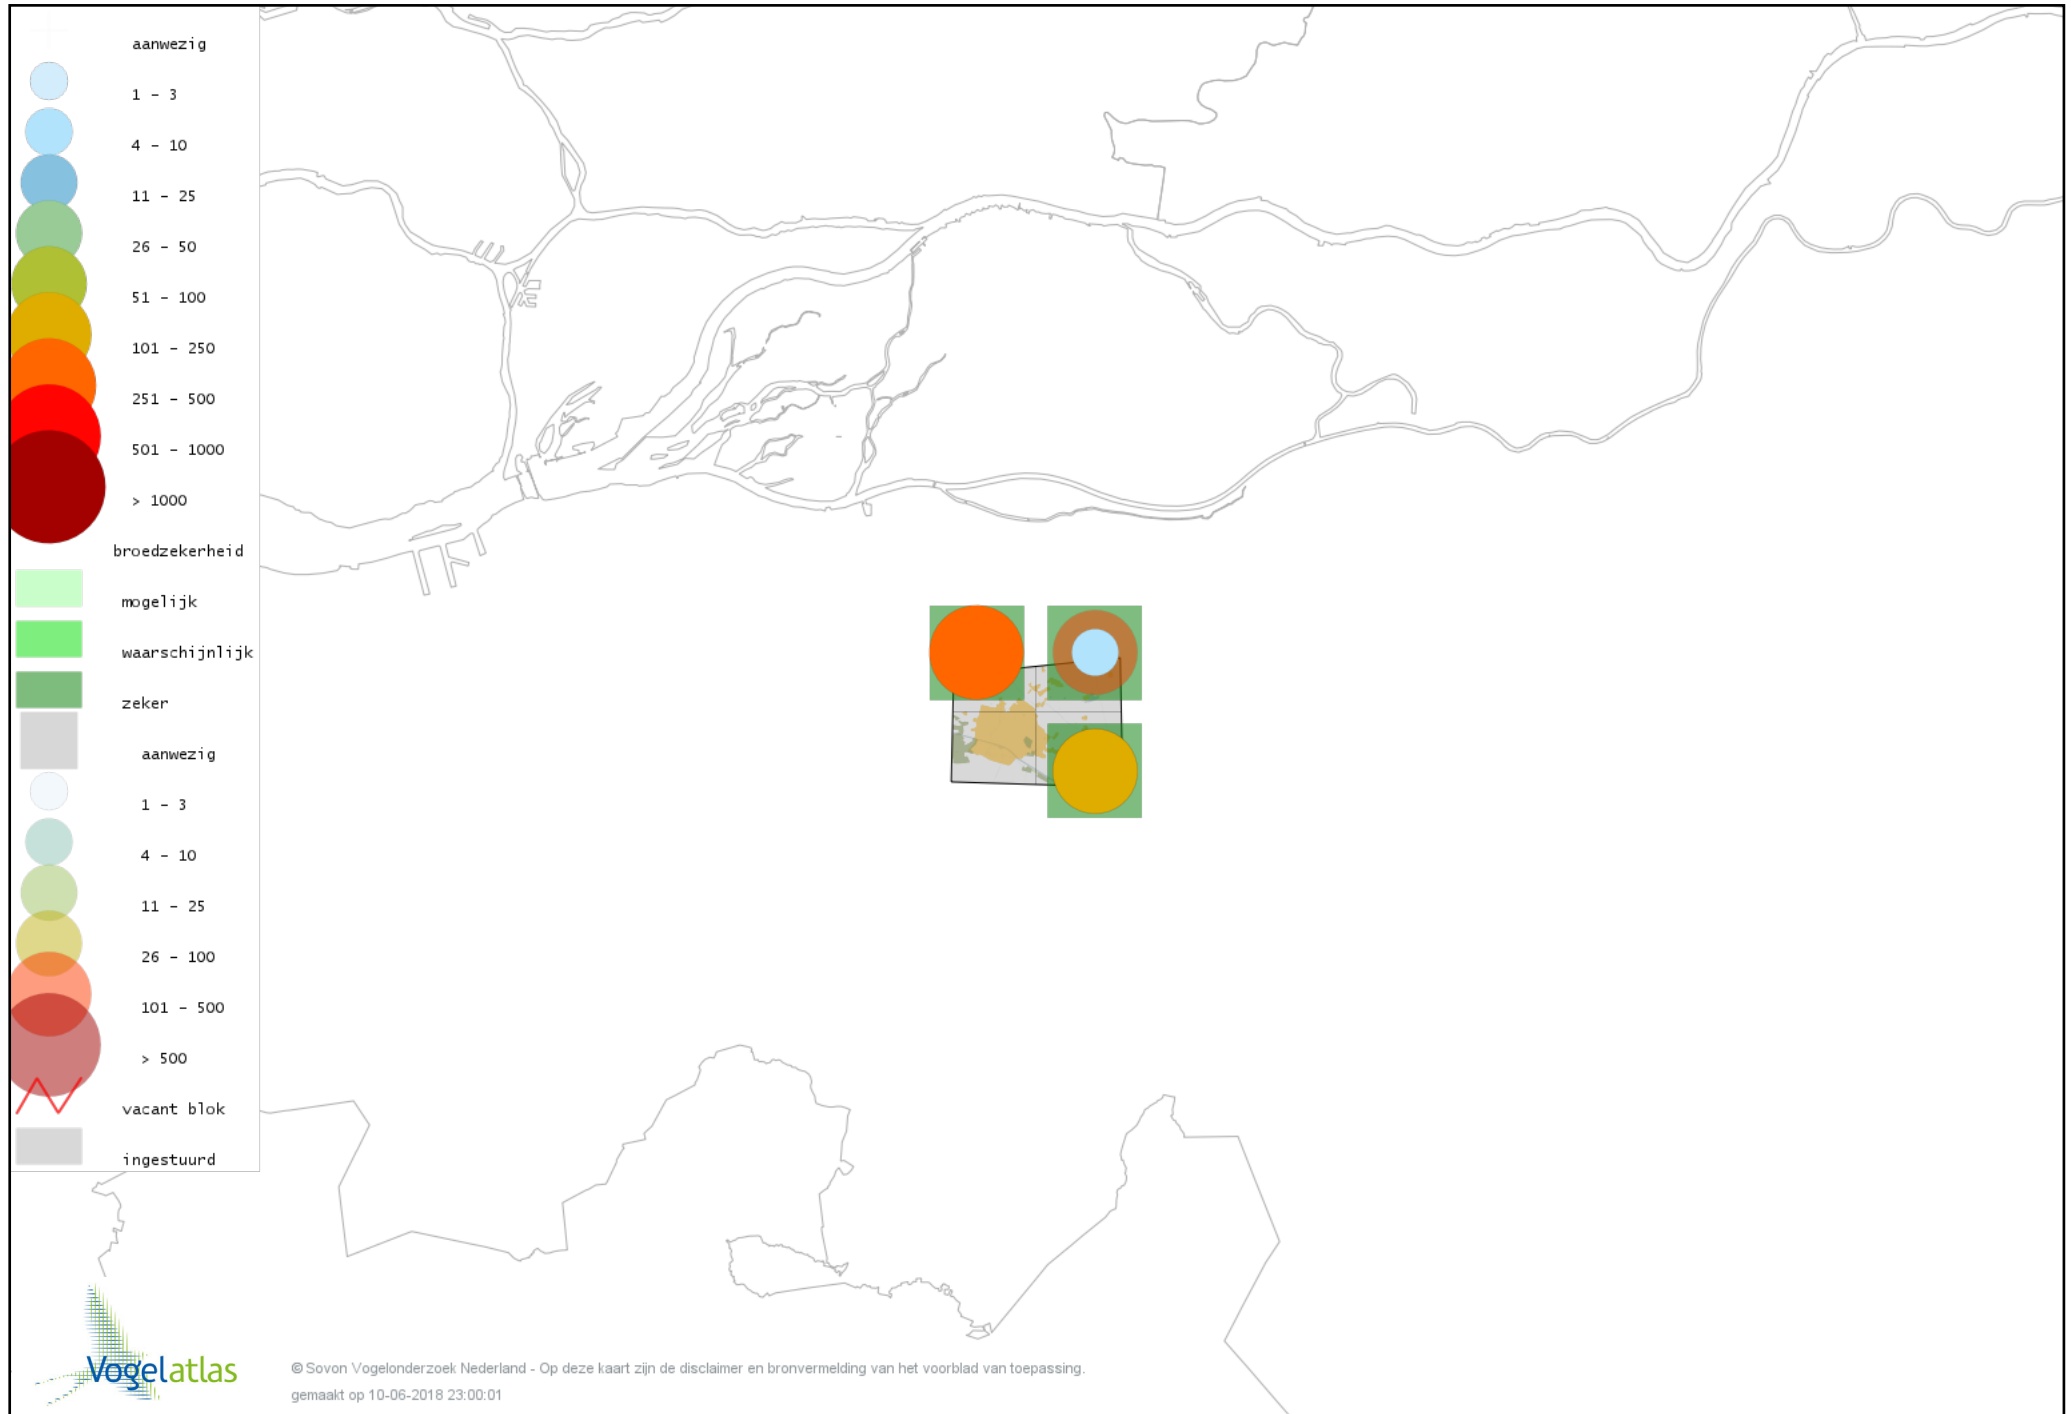 aanwezig
1 - 3
4 - 10
11 - 25
26 - 50
51 - 100
101 - 250
251 - 500
501 - 1000
> 1000
broedzekerheid
mogelijk
waarschijnlijk
zeker
aanwezig
1 - 3
4 - 10
11 - 25
26 - 100
101 - 500
> 500
vacant blok
ingestuurd
Vogelatlas
© Sovon Vogelonderzoek Nederland - Op deze kaart zijn de disclaimer en bronvermelding van het voorblad van toepassing.
gemaakt op 10-06-2018 23:00:01